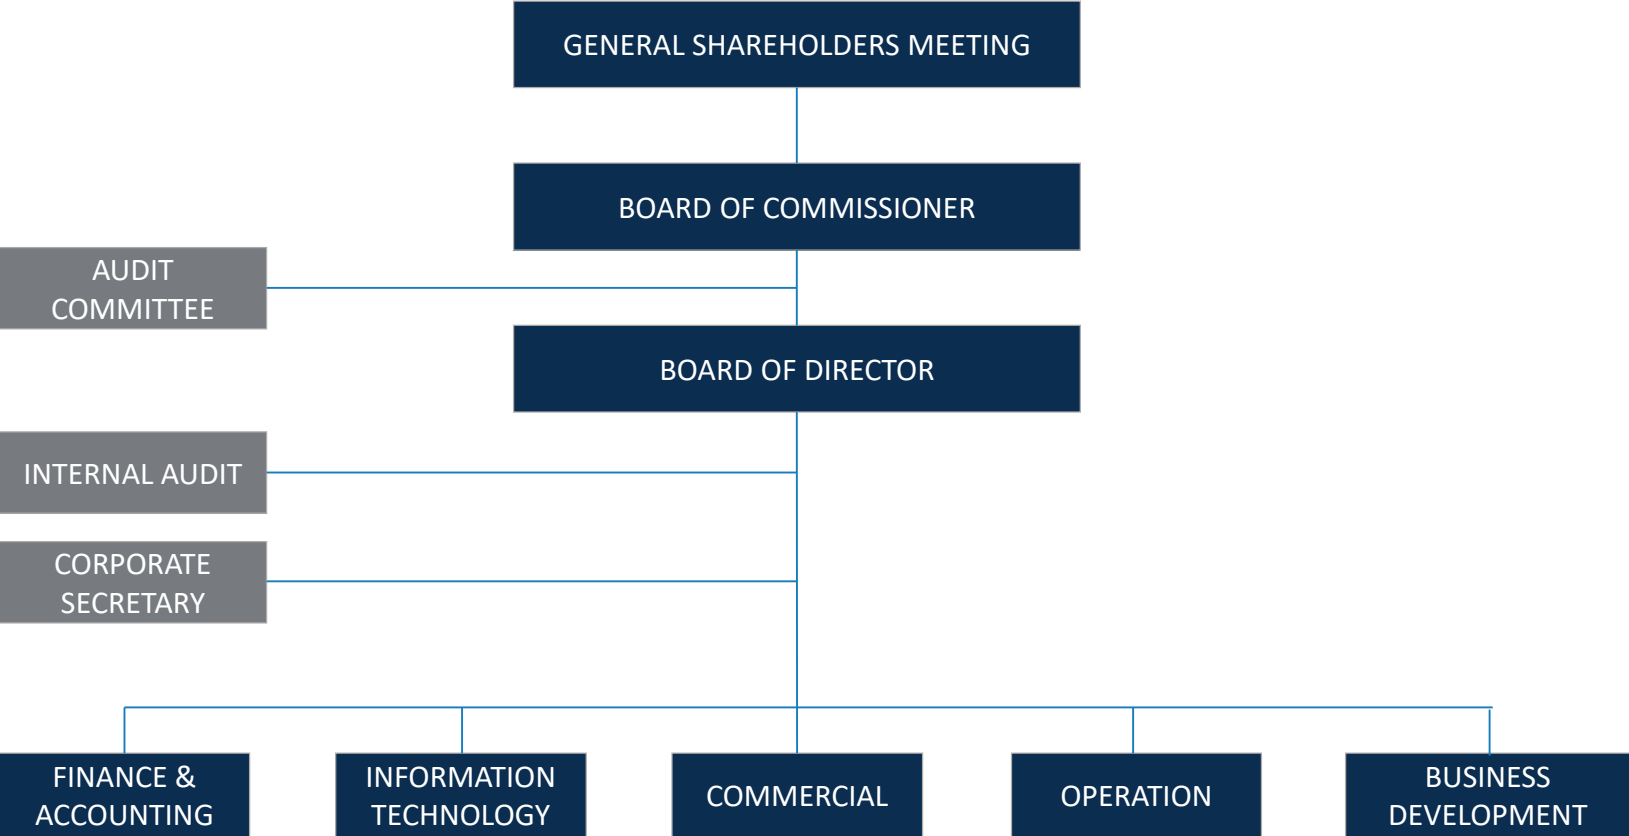 GENERAL SHAREHOLDERS MEETING
BOARD OF COMMISSIONER
AUDIT
COMMITTEE
BOARD OF DIRECTOR
INTERNAL AUDIT
CORPORATE
SECRETARY
FINANCE &
ACCOUNTING
INFORMATION
TECHNOLOGY
COMMERCIAL
OPERATION
BUSINESS
DEVELOPMENT